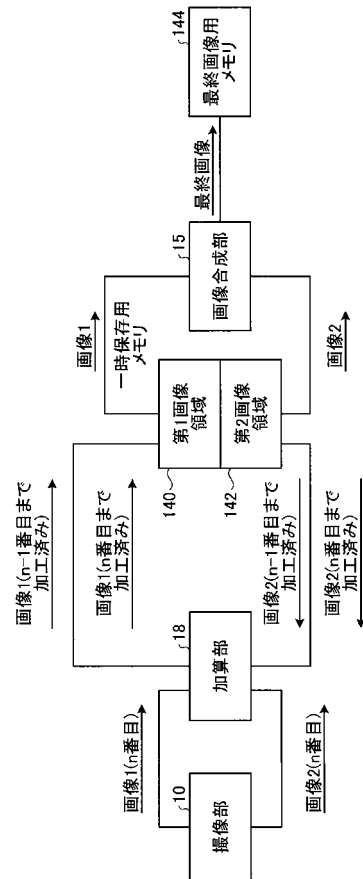 10
撮像部
画像1(n番目)
画像2(n番目)
18
加算部
画像1(n-1番目まで
加工済み)
画像1(n番目まで
加工済み)
画像2(n-1番目まで
加工済み)
画像2(n番目まで
加工済み)
140
142
第1画像
領域
第2画像
領域
一時保存用
メモリ
画像1
画像2
15
画像合成部
最終画像
144
最終画像用
メモリ